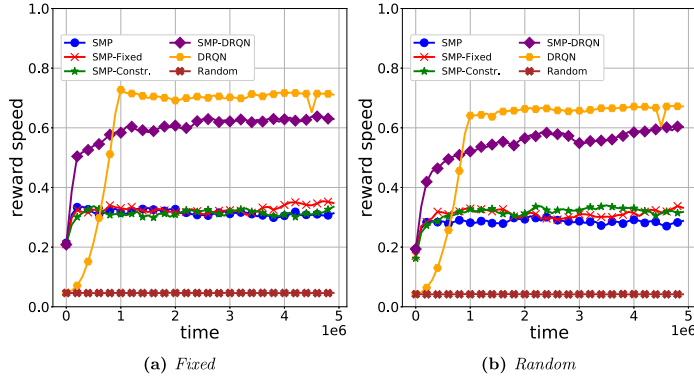 1.0
0.8
0.6
0.4
0.2
0.0
reward speed
SMP
SMP-Fixed
SMP-Constr.
SMP-DRQN
DRQN
Random
0 1 2 3 4 5
1e6
time
(a) Fixed
1.0
0.8
0.6
0.4
0.2
0.0
reward speed
SMP
SMP-Fixed
SMP-Constr.
SMP-DRQN
DRQN
Random
0 1 2 3 4 5
1e6
time
(b) Random